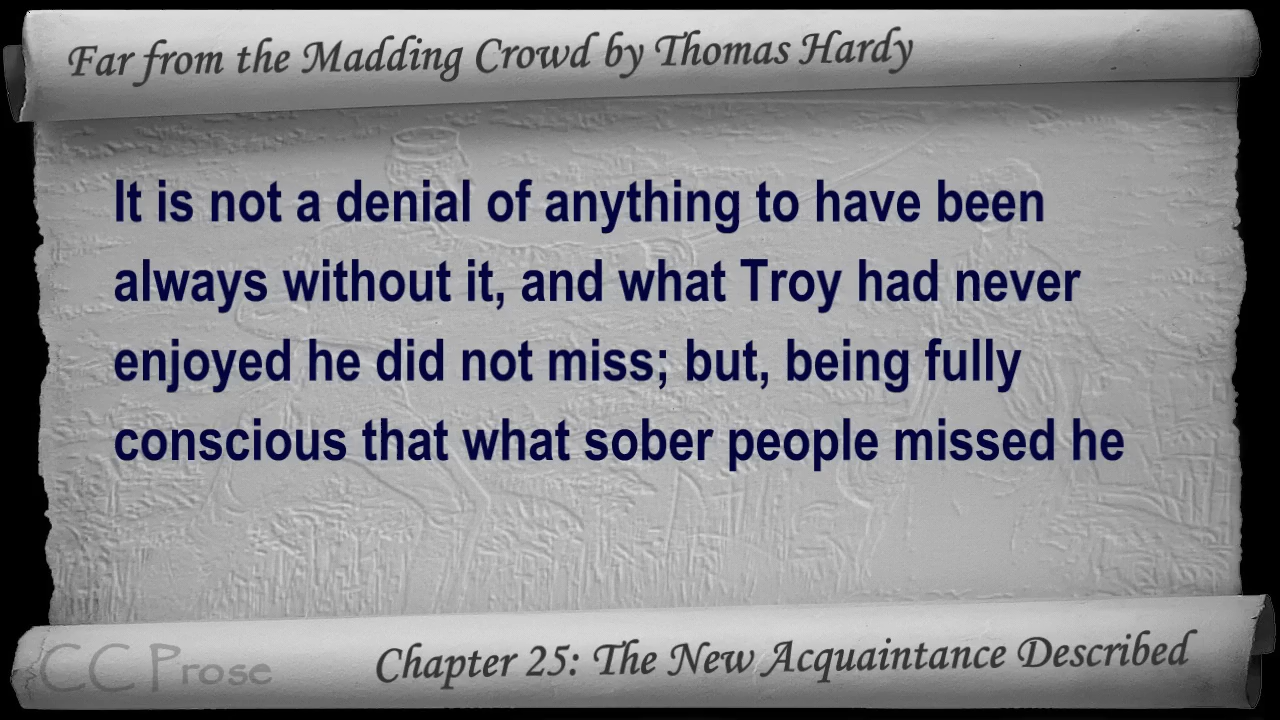 Far from the Madding Crowd by Thomas Hardy
It is not a denial of anything to have been
always without it, and what Troy had never
enjoyed he did not miss; but, being fully
conscious that what sober people missed he
CC Prose
Chapter 25: The New Acquaintance Described